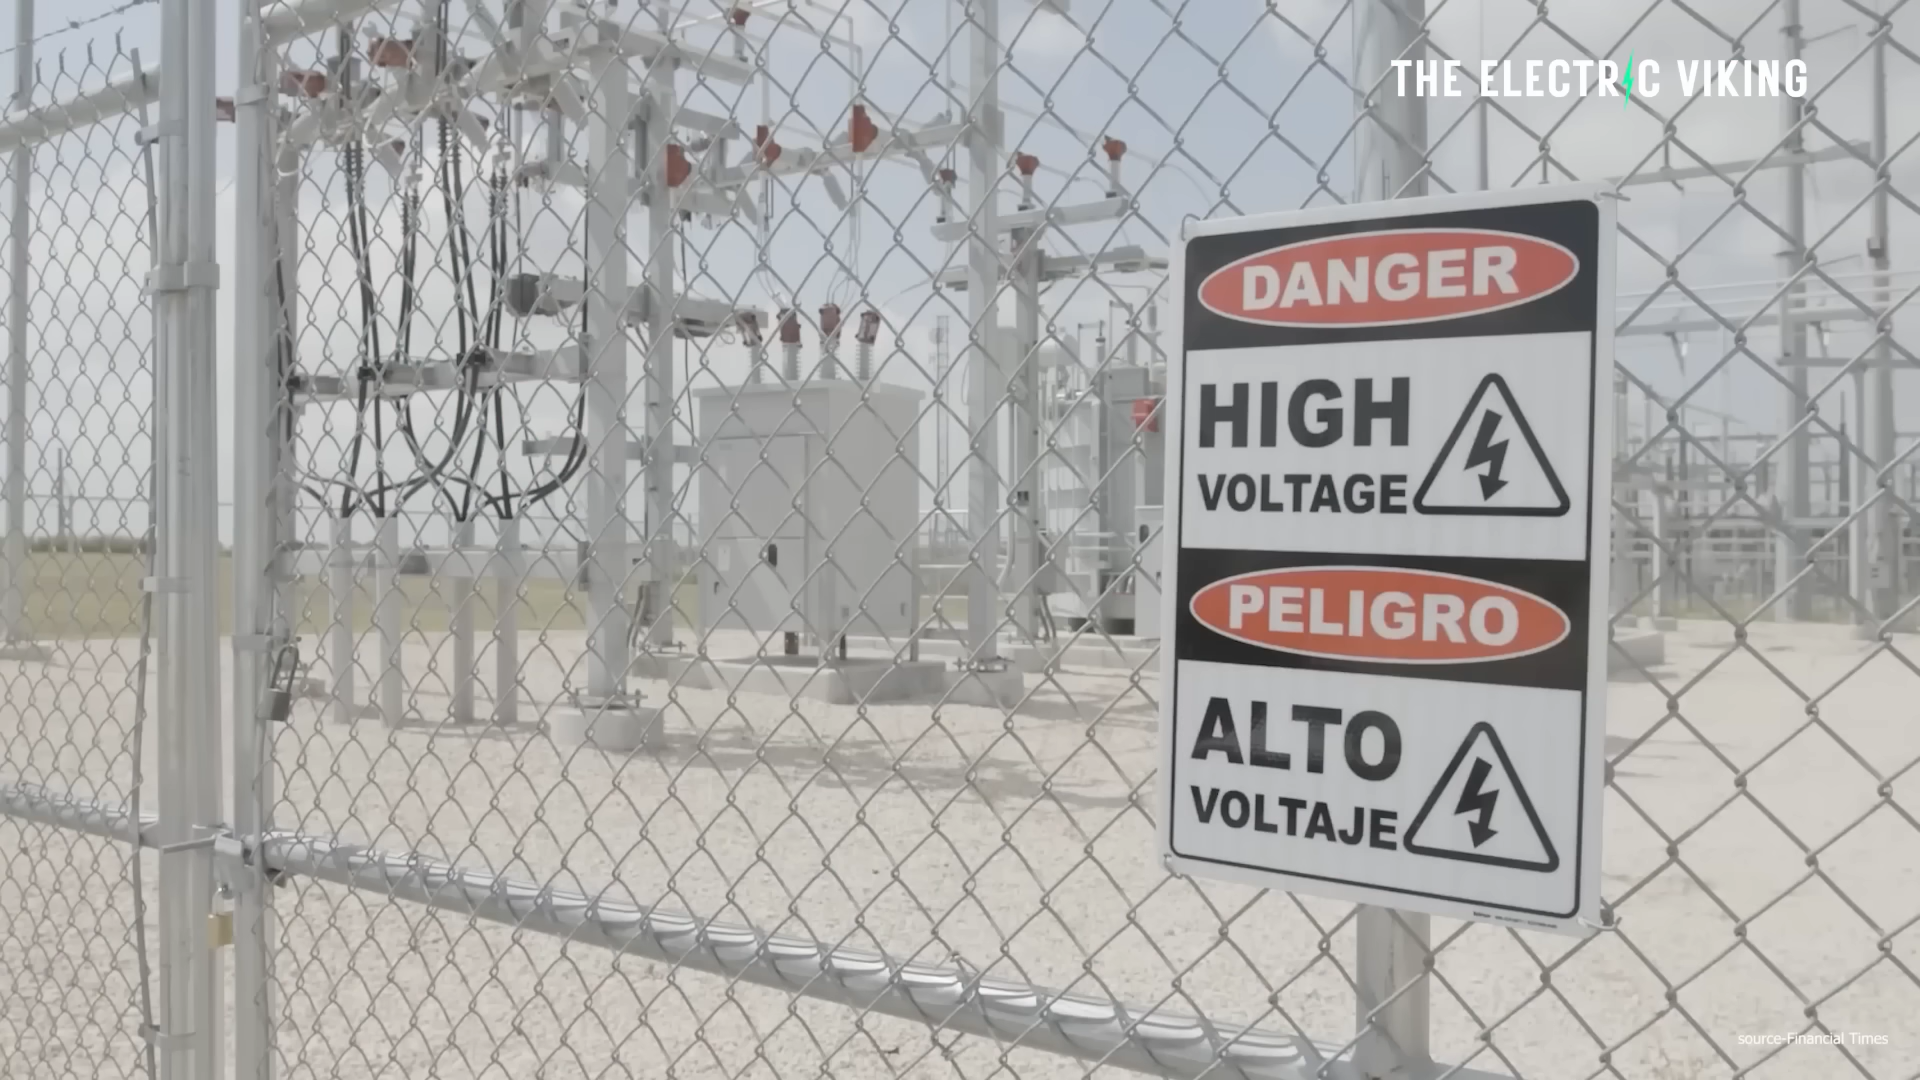 THE ELECTRIC VIKING
DANGER
HIGH
VOLTAGE
PELIGRO
ALTO
VOLTAJE
source-Financial Times